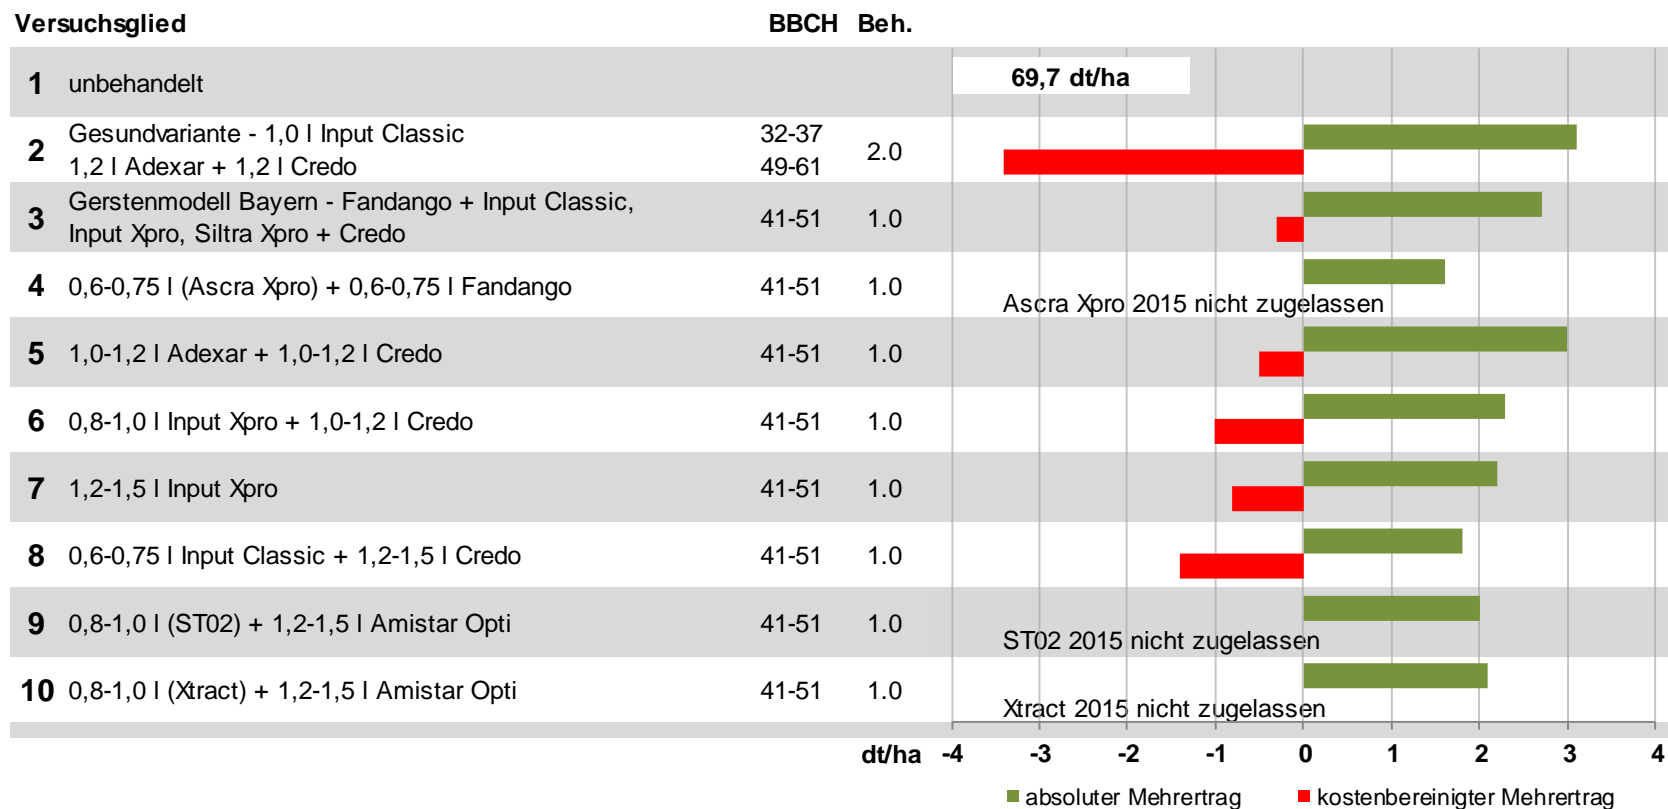 Versuchsglied BBCH Beh.
1 unbehandelt 69,7 dt/ha
Gesundvariante - 1,0 l Input Classic 32-37
2 2.0
1,2 l Adexar + 1,2 l Credo 49-61
Gerstenmodell Bayern - Fandango + Input Classic,
3 41-51 1.0
Input Xpro, Siltra Xpro + Credo
4 0,6-0,75 l (Ascra Xpro) + 0,6-0,75 l Fandango 41-51 1.0
Ascra Xpro 2015 nicht zugelassen
5 1,0-1,2 l Adexar + 1,0-1,2 l Credo 41-51 1.0
6 0,8-1,0 l Input Xpro + 1,0-1,2 l Credo 41-51 1.0
7 1,2-1,5 l Input Xpro 41-51 1.0
8 0,6-0,75 l Input Classic + 1,2-1,5 l Credo 41-51 1.0
9 0,8-1,0 l (ST02) + 1,2-1,5 l Amistar Opti 41-51 1.0
ST02 2015 nicht zugelassen
10 0,8-1,0 l (Xtract) + 1,2-1,5 l Amistar Opti 41-51 1.0
Xtract 2015 nicht zugelassen
dt/ha -4 -3 -2 -1 0 1 2 3 4
absoluter Mehrertrag kostenbereinigter Mehrertrag